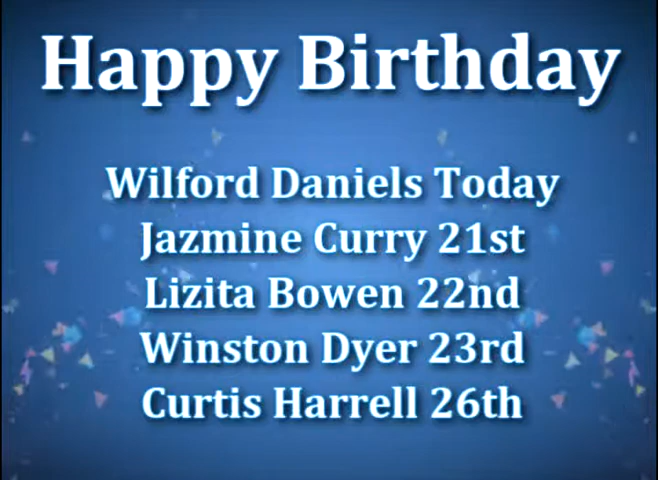 Happy Birthday
Wilford Daniels Today
Jazmine Curry 21st
Lizita Bowen 22nd
Winston Dyer 23rd
Curtis Harrell 26th